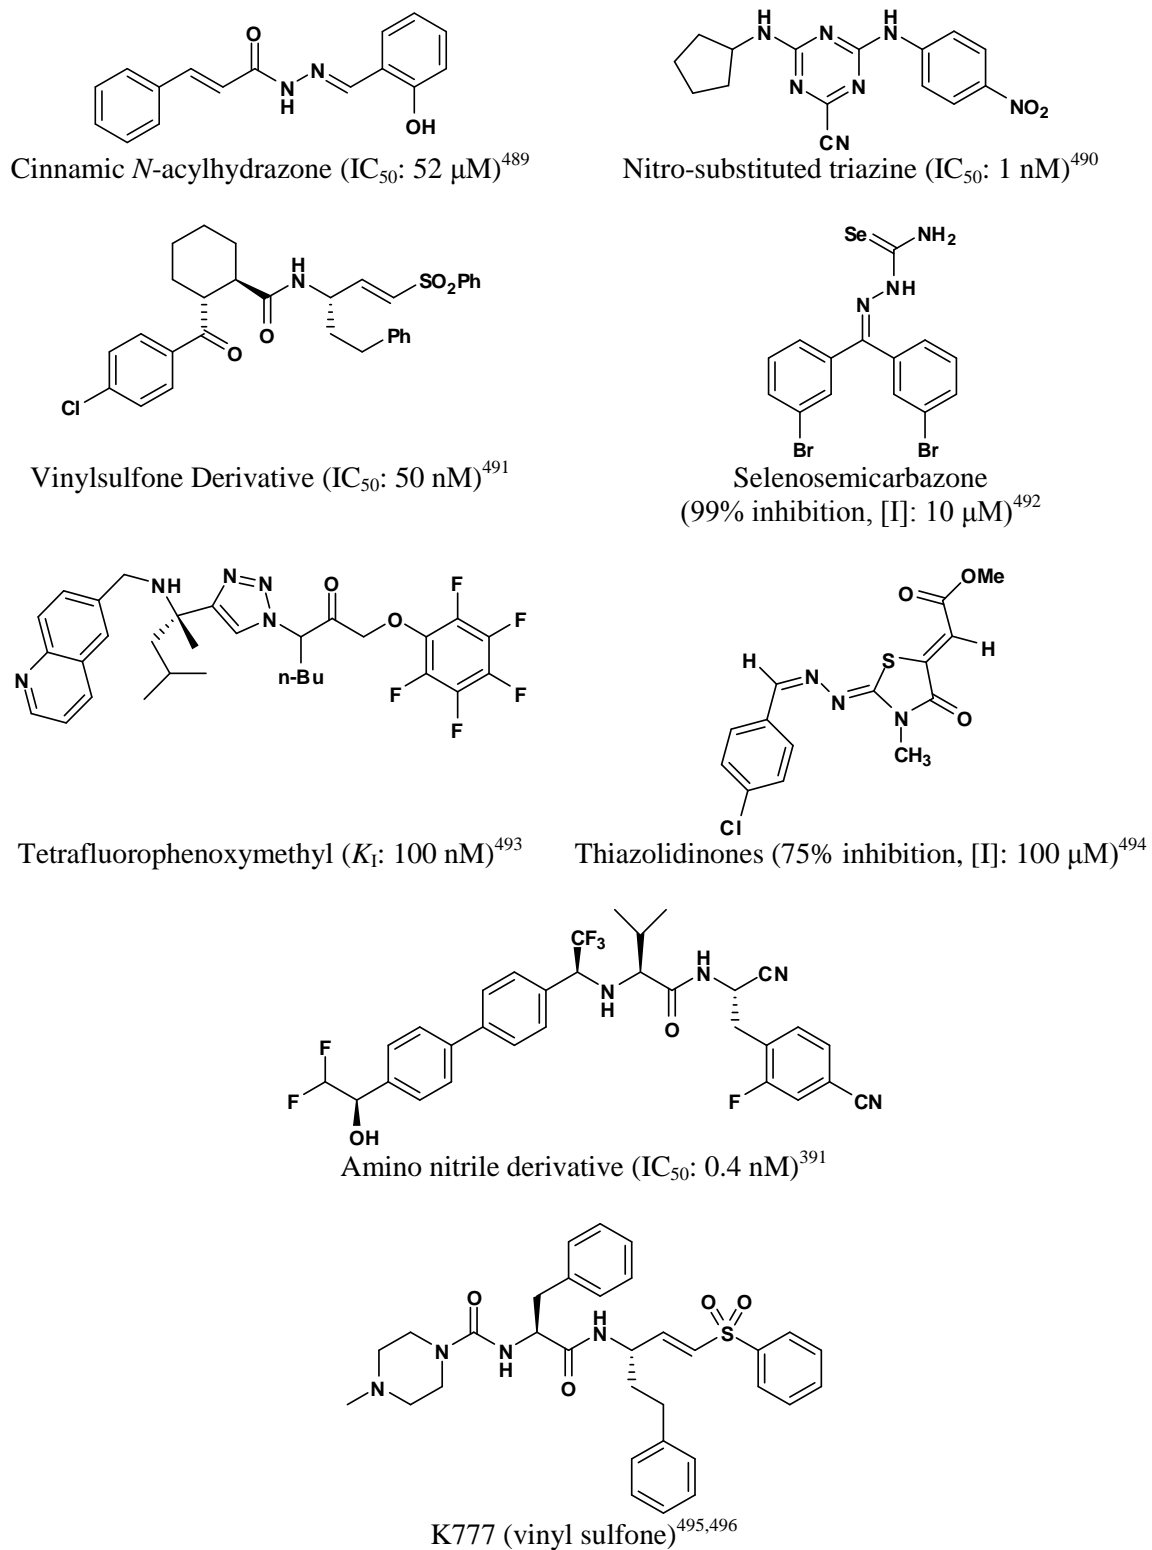 O
N
H
N
OH
Cinnamic N-acylhydrazone (IC50: 52 μM)489
H
N
N
H
N
N
N
NO2
CN
Nitro-substituted triazine (IC50: 1 nM)490
H
N
O
SO2Ph
Ph
O
Cl
Vinylsulfone Derivative (IC50: 50 nM)491
Se
NH2
NH
N
Br
Br
Selenosemicarbazone
(99% inhibition, [I]: 10 μM)492
NH
N
N
N
O
O
F
F
F
F
F
n-Bu
N
Tetrafluorophenoxymethyl (KI: 100 nM)493
OMe
O
H
S
H
N
N
N
O
CH3
Cl
Thiazolidinones (75% inhibition, [I]: 100 μM)494
CF3
N
H
O
H
N
CN
F
F
OH
F
CN
Amino nitrile derivative (IC50: 0.4 nM)391
O
N
N
N
H
O
H
N
O
O
S
K777 (vinyl sulfone)495,496